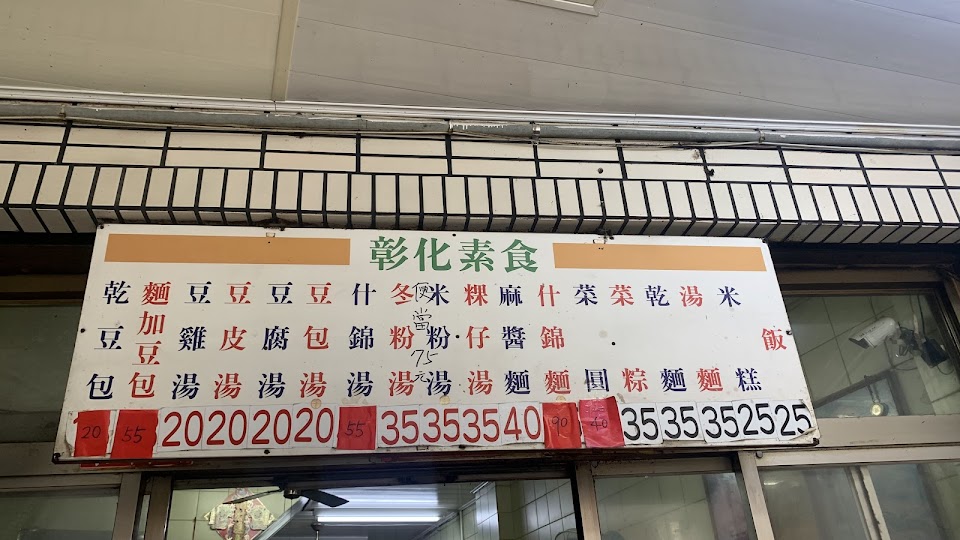 彰化素食
乾豆包
麵加豆包
豆雞湯
豆皮湯
豆腐湯
豆包湯
什錦湯
冬粉湯
便當75元
米粉湯
粿仔湯
麻醬麵
什錦麵
菜圓
菜粽
乾麵
湯麵
米糕
飯
20 55 20 20 20 20 55 35 35 35 40 90 40 35 35 35 25 25